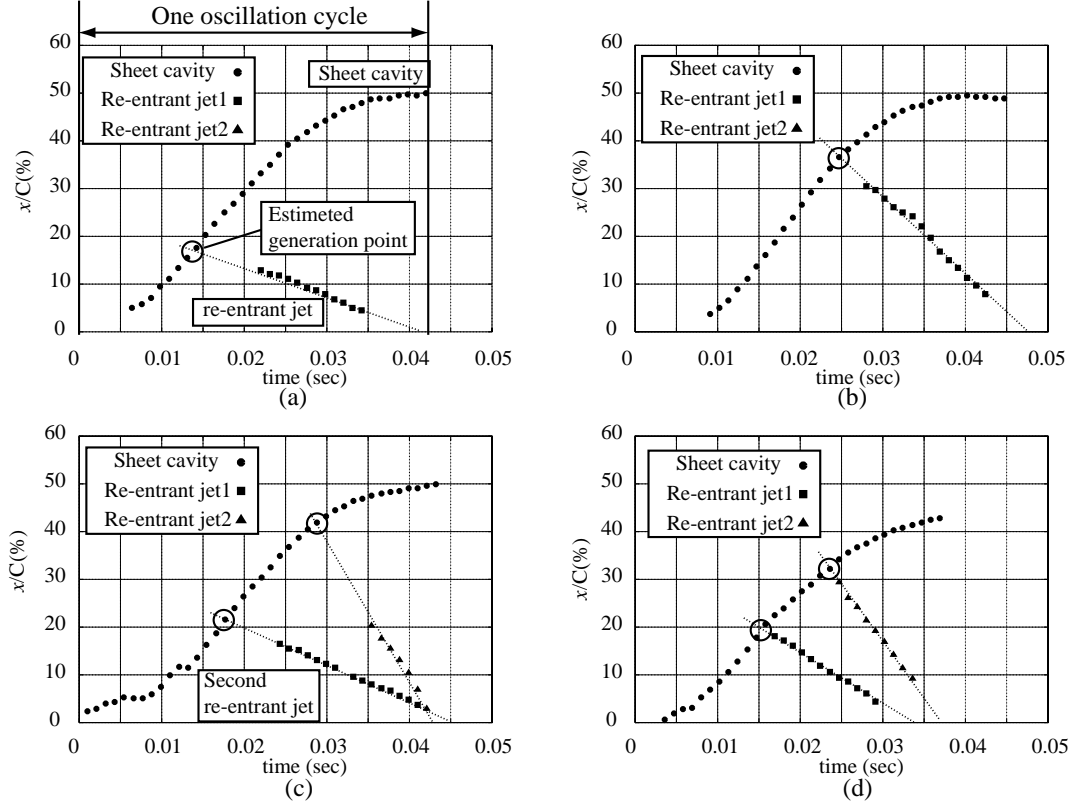 One oscillation cycle
60
50
40
30
20
10
0
x/C(%)
Sheet cavity
Re-entrant jet1
Re-entrant jet2
Sheet cavity
Estimeted
generation point
re-entrant jet
0 0.01 0.02 0.03 0.04 0.05
time (sec)
(a)
60
50
40
30
20
10
0
x/C(%)
Sheet cavity
Re-entrant jet1
Re-entrant jet2
0 0.01 0.02 0.03 0.04 0.05
time (sec)
(b)
60
50
40
30
20
10
0
x/C(%)
Sheet cavity
Re-entrant jet1
Re-entrant jet2
Second
re-entrant jet
0 0.01 0.02 0.03 0.04 0.05
time (sec)
(c)
60
50
40
30
20
10
0
x/C(%)
Sheet cavity
Re-entrant jet1
Re-entrant jet2
0 0.01 0.02 0.03 0.04 0.05
time (sec)
(d)